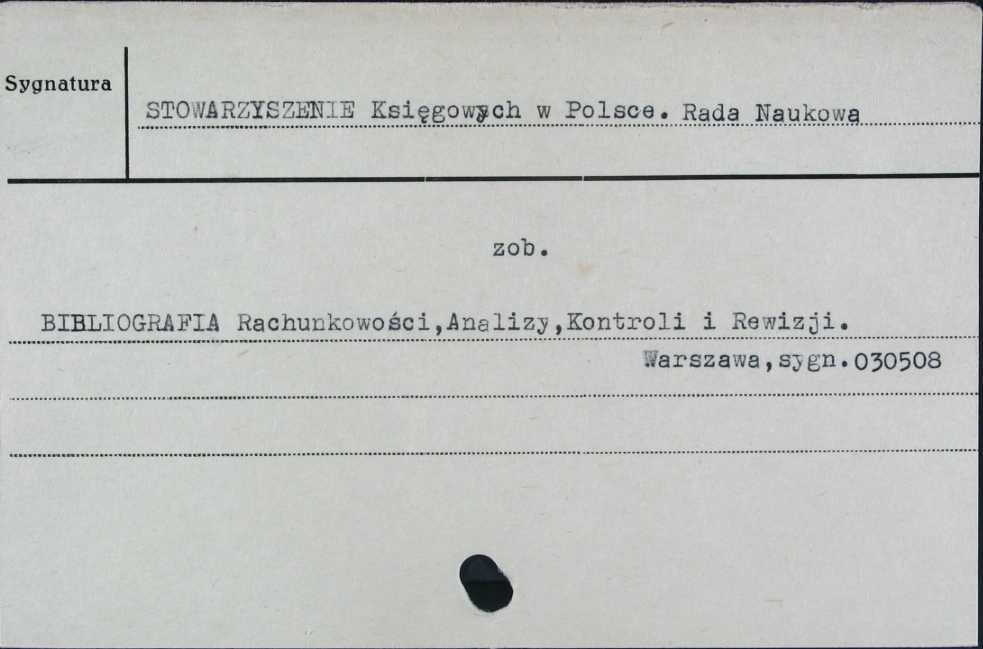 Sygnatura
STOWARZYSZENIE Księgowych w Polsce. Rada Naukowa
zob.
BIBLIOGRAFIA Rachunkowości,Analizy,Kontroli i Rewizji.
Warszawa,sygn.030508